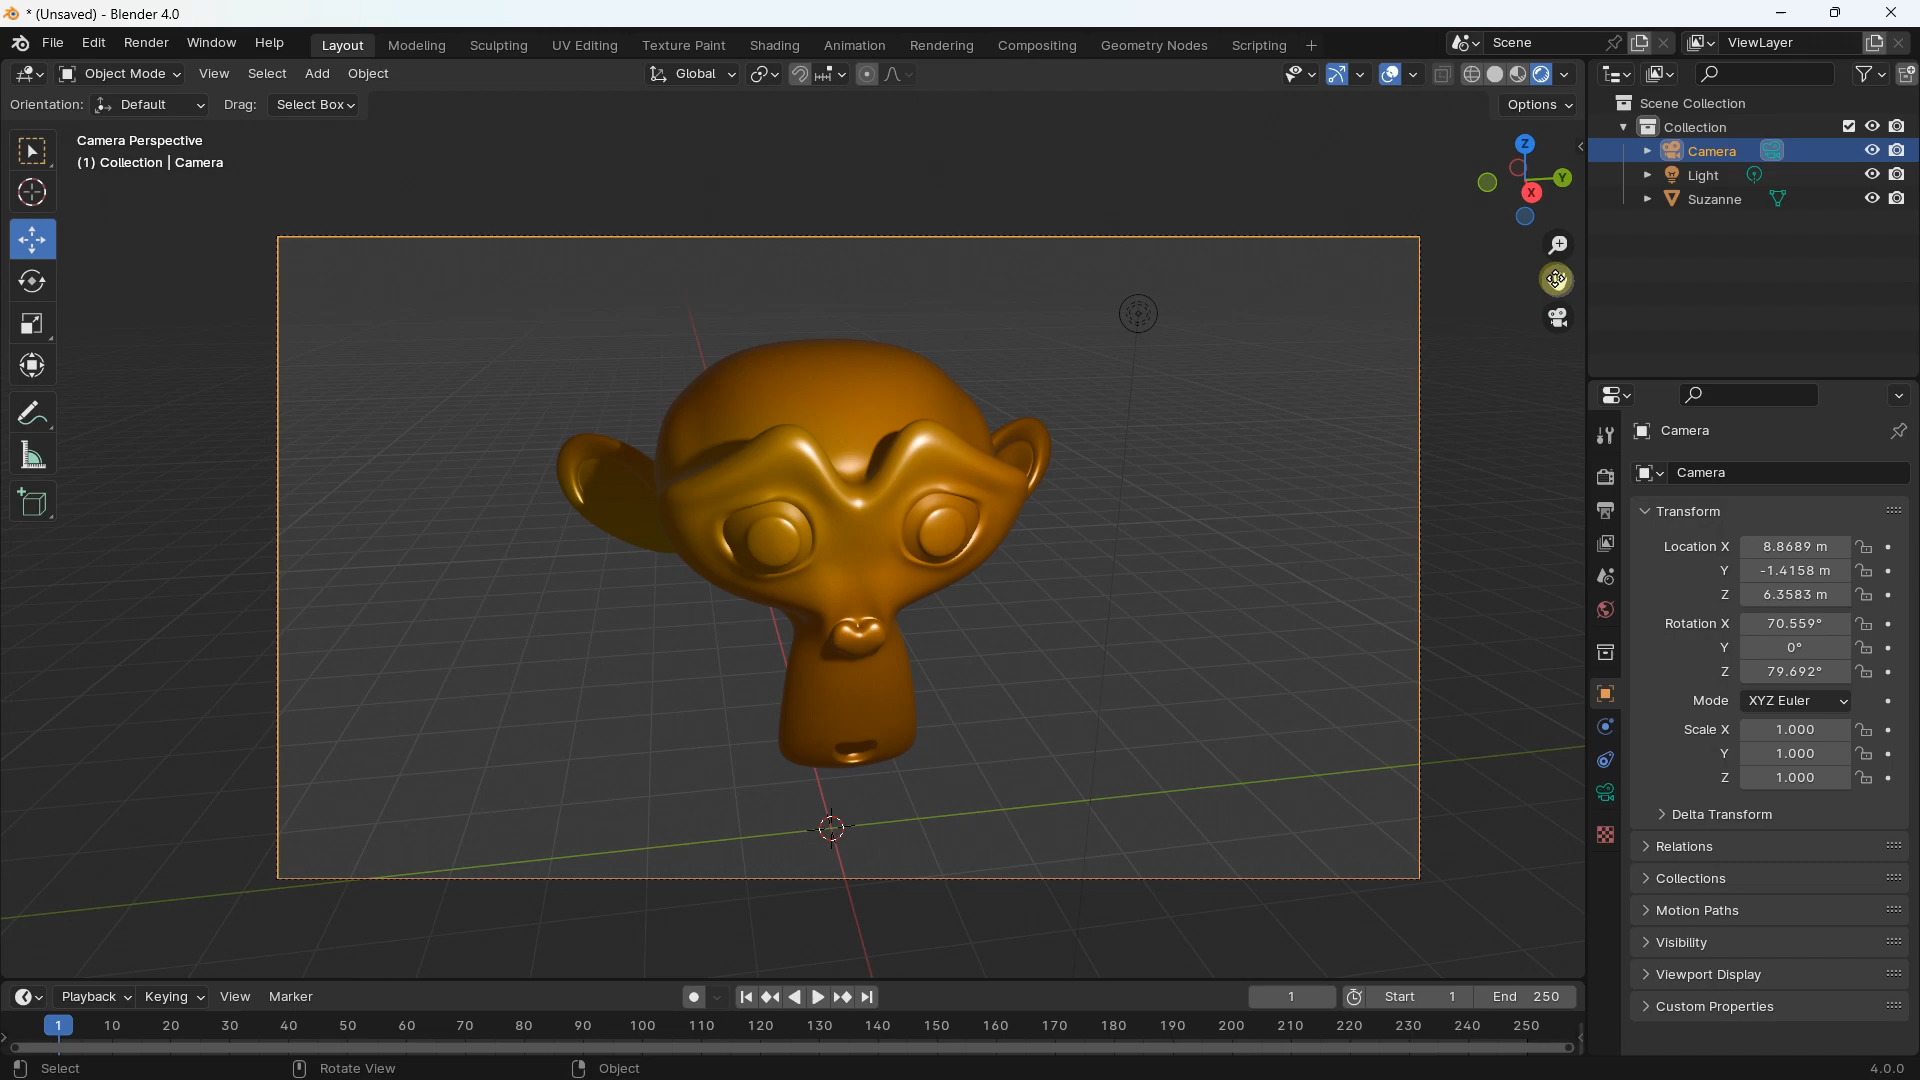 * (Unsaved) - Blender 4.0
File Edit Render Window Help Layout Modeling Sculpting UV Editing Texture Paint Shading Animation Rendering Compositing Geometry Nodes Scripting + Scene ViewLayer
Object Mode View Select Add Object Global
Orientation: Default Drag: Select Box Options
Camera Perspective
(1) Collection | Camera
Z
Y
X
Scene Collection
Collection
Camera
Light
Suzanne
Camera
Camera
Transform
Location X 8.8689 m
Y -1.4158 m
Z 6.3583 m
Rotation X 70.559°
Y 0°
Z 79.692°
Mode XYZ Euler
Scale X 1.000
Y 1.000
Z 1.000
Delta Transform
Relations
Collections
Motion Paths
Visibility
Viewport Display
Custom Properties
Playback Keying View Marker 1 Start 1 End 250
1 10 20 30 40 50 60 70 80 90 100 110 120 130 140 150 160 170 180 190 200 210 220 230 240 250
Select Rotate View Object 4.0.0